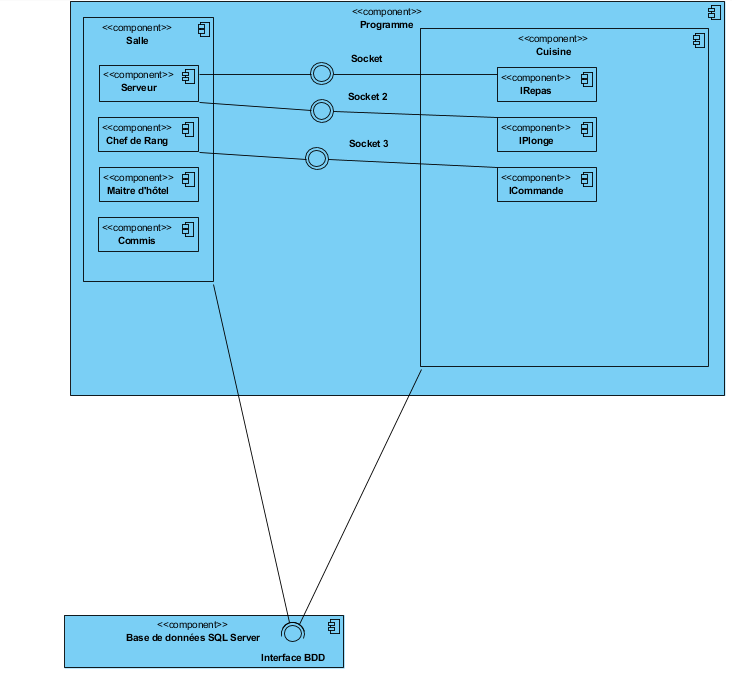 <<component>>
Programme
<<component>>
Salle
<<component>>
Serveur
<<component>>
Chef de Rang
<<component>>
Maitre d'hôtel
<<component>>
Commis
Socket
Socket 2
Socket 3
<<component>>
Cuisine
<<component>>
IRepas
<<component>>
IPlonge
<<component>>
ICommande
<<component>>
Base de données SQL Server
Interface BDD